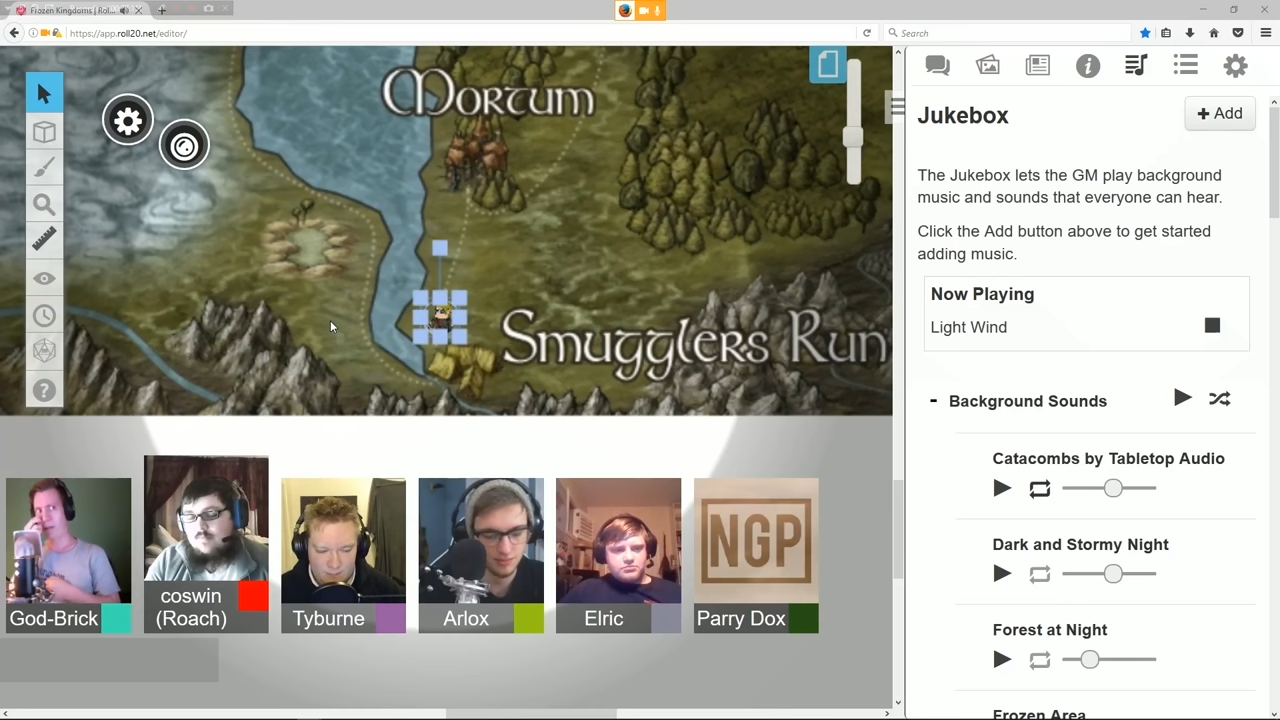 Frozen Kingdoms | Rol...
https://app.roll20.net/editor/
Search
Mortum
Smugglers Run
Jukebox
+ Add
The Jukebox lets the GM play background
music and sounds that everyone can hear.
Click the Add button above to get started
adding music.
Now Playing
Light Wind
- Background Sounds
Catacombs by Tabletop Audio
Dark and Stormy Night
Forest at Night
Frozen Area
NGP
God-Brick
coswin
(Roach)
Tyburne
Arlox
Elric
Parry Dox